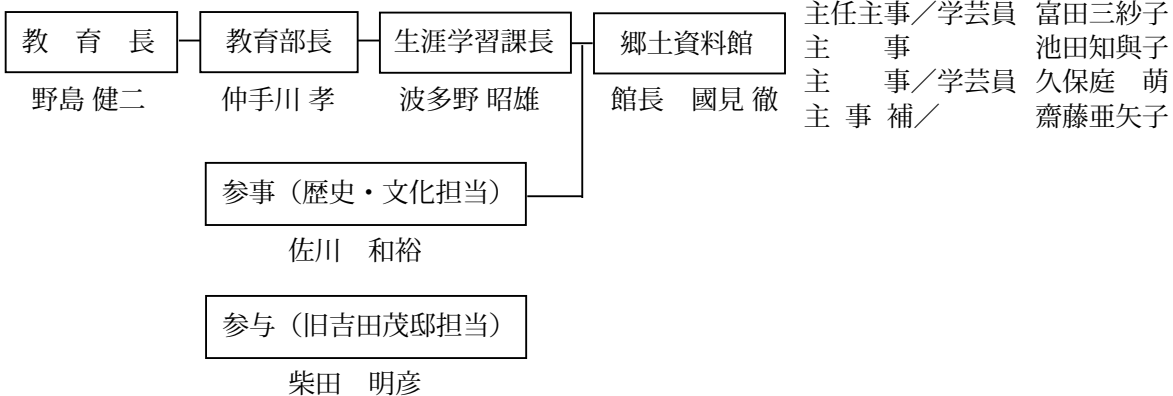 教　育　長
野島 健二
教育部長
仲手川 孝
生涯学習課長
波多野 昭雄
郷土資料館
館長　國見 徹
主任主事／学芸員　富田三紗子
主　　事　　　　　池田知與子
主　　事／学芸員　久保庭　萌
主 事 補／　　　　齋藤亜矢子
参事（歴史・文化担当）
佐川　和裕
参与（旧吉田茂邸担当）
柴田　明彦